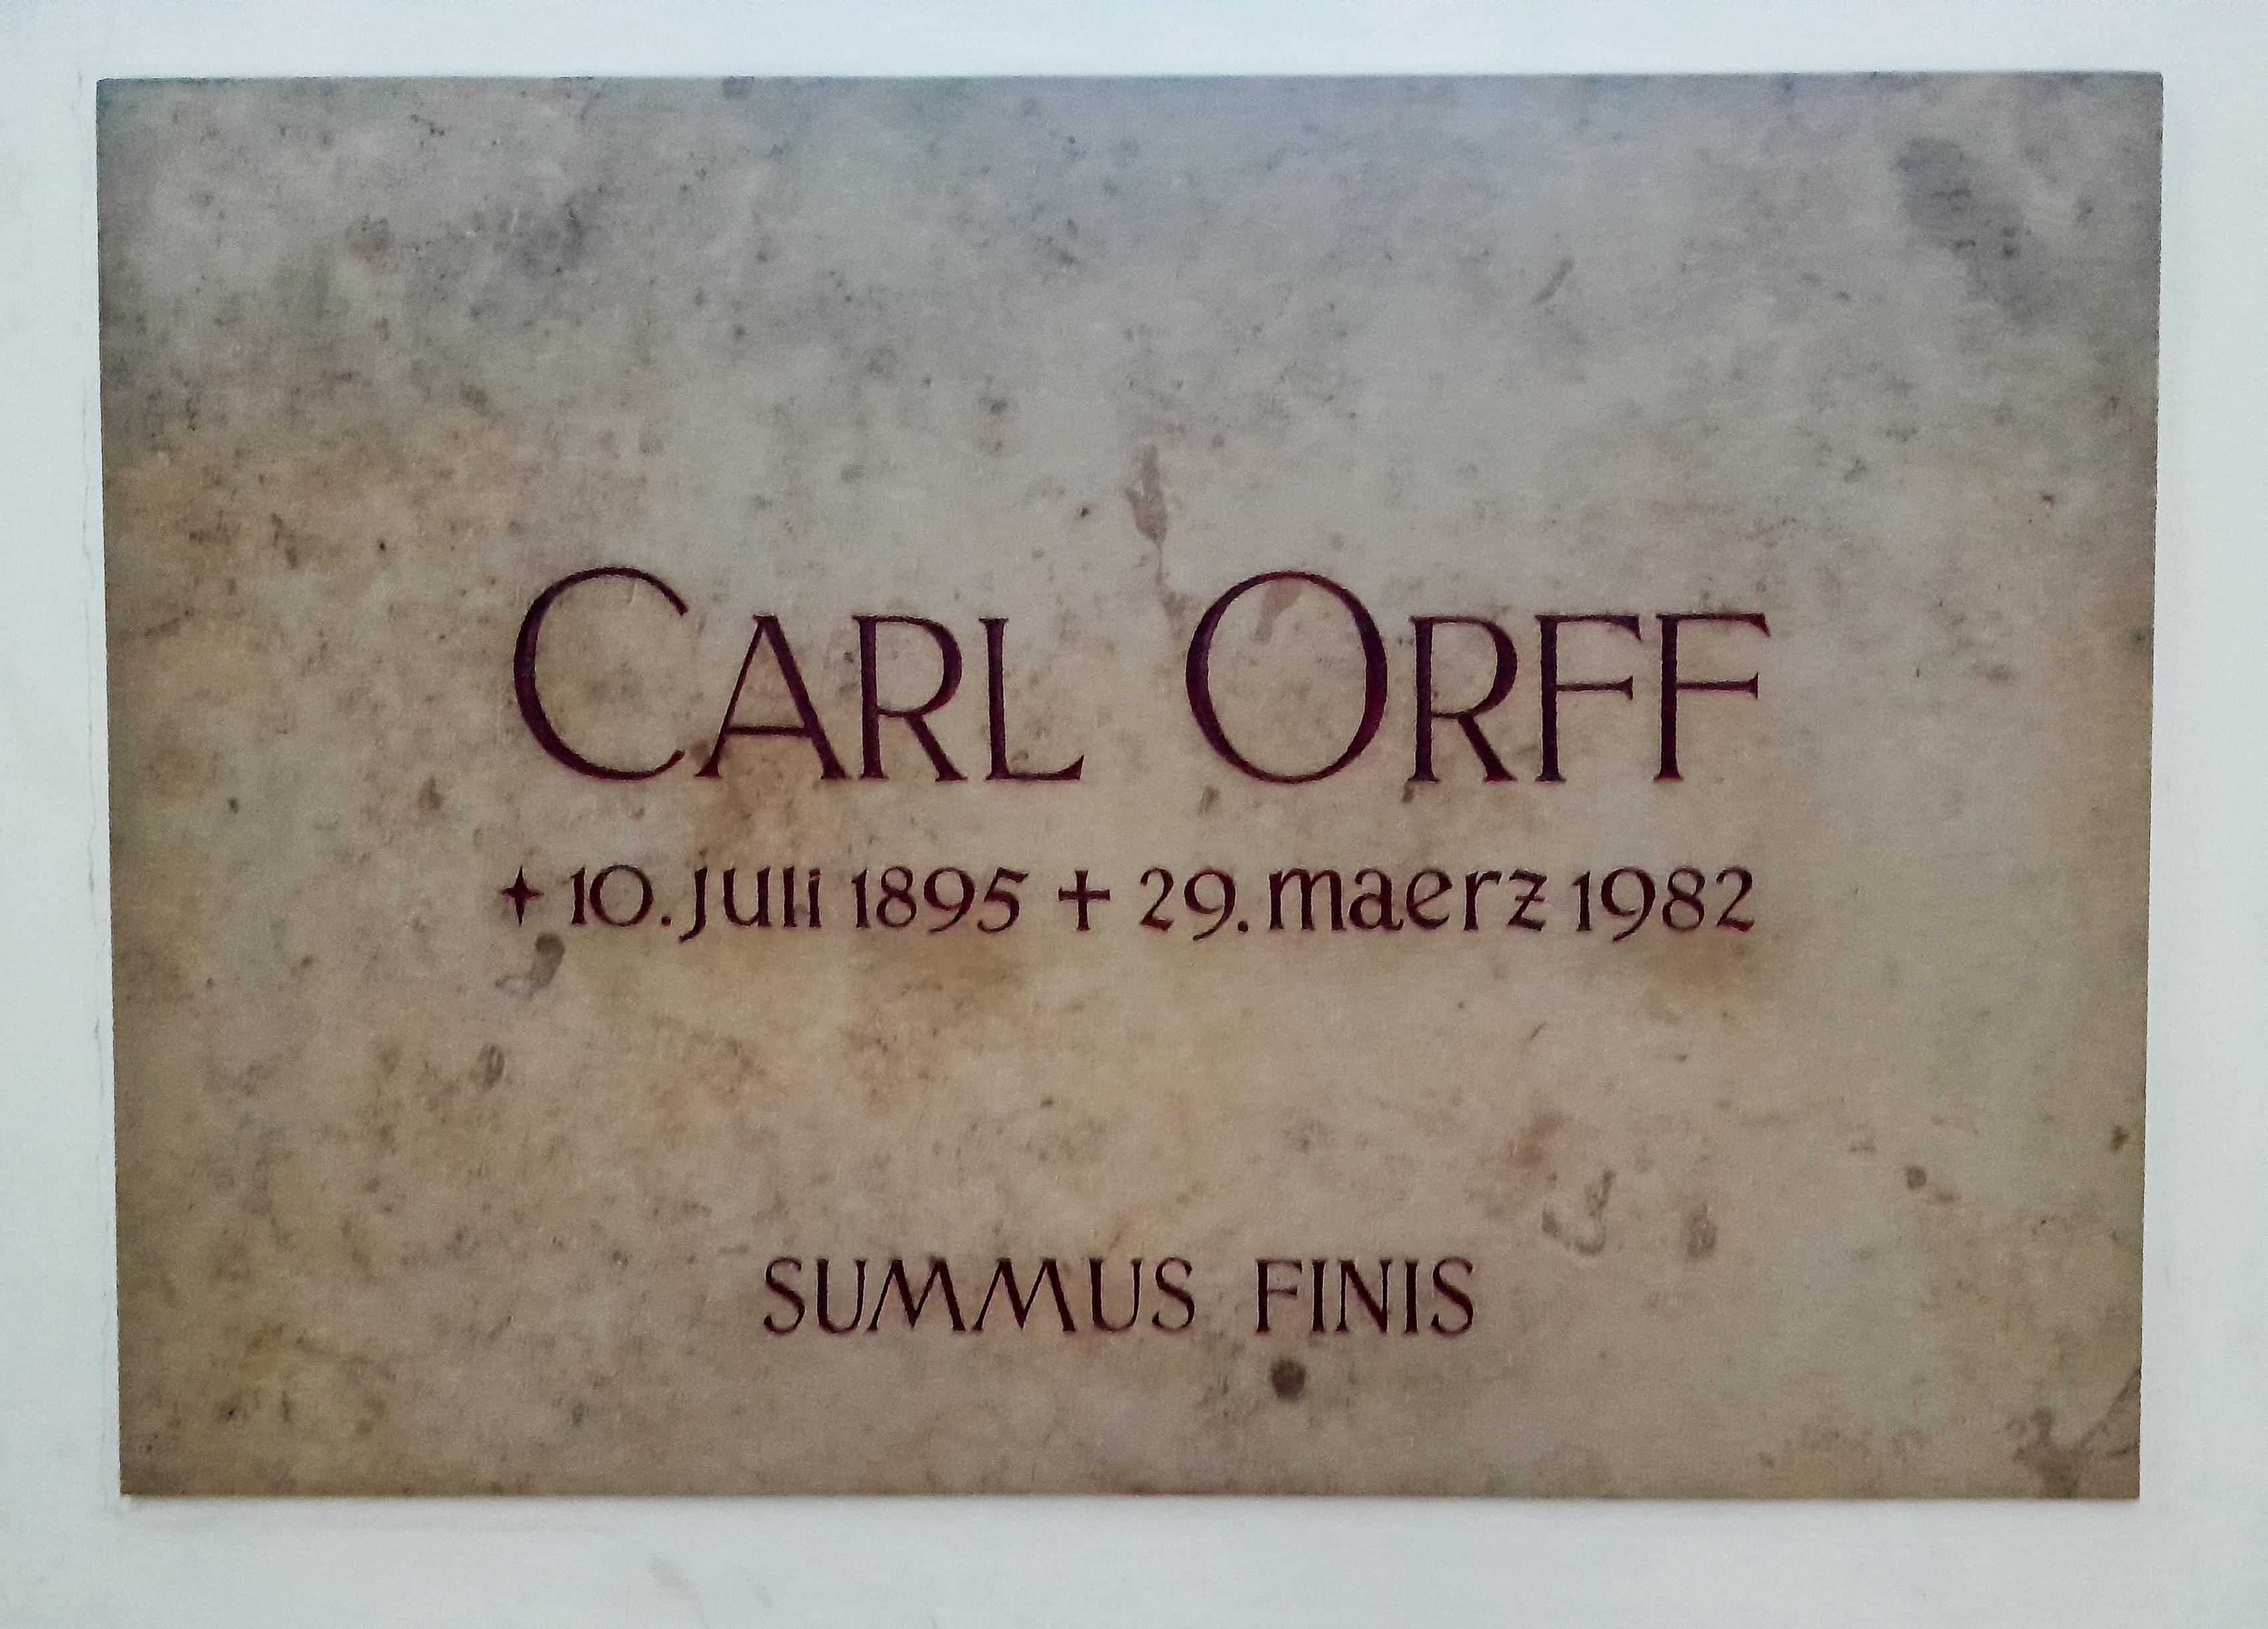 CARL ORFF
✦ 10. Juli 1895 + 29. maerz 1982
SUMMUS FINIS